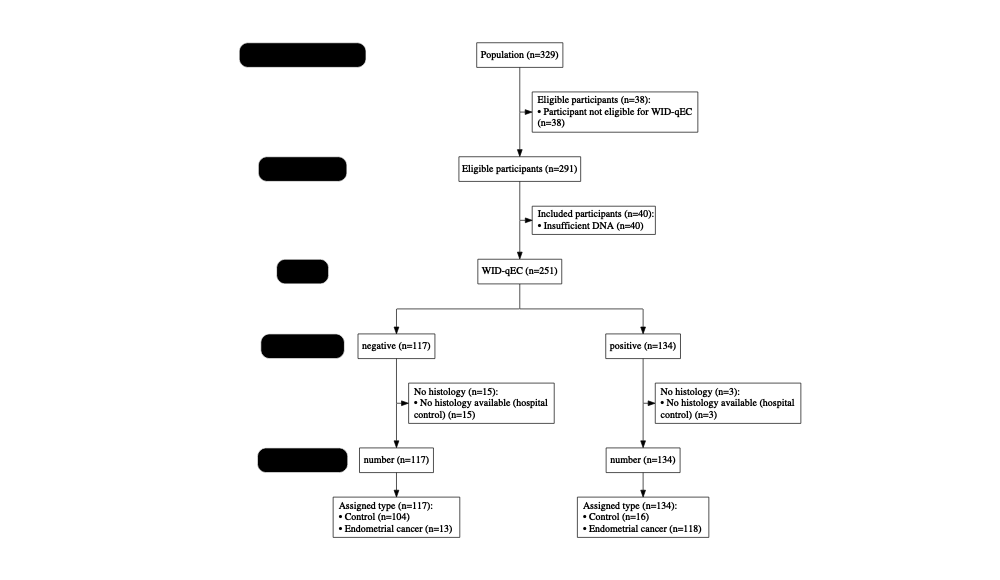 Population (n=329)
Eligible participants (n=38):
• Participant not eligible for WID-qEC
(n=38)
Eligible participants (n=291)
Included participants (n=40):
• Insufficient DNA (n=40)
WID-qEC (n=251)
negative (n=117)
positive (n=134)
No histology (n=15):
• No histology available (hospital
control) (n=15)
No histology (n=3):
• No histology available (hospital
control) (n=3)
number (n=117)
number (n=134)
Assigned type (n=117):
• Control (n=104)
• Endometrial cancer (n=13)
Assigned type (n=134):
• Control (n=16)
• Endometrial cancer (n=118)